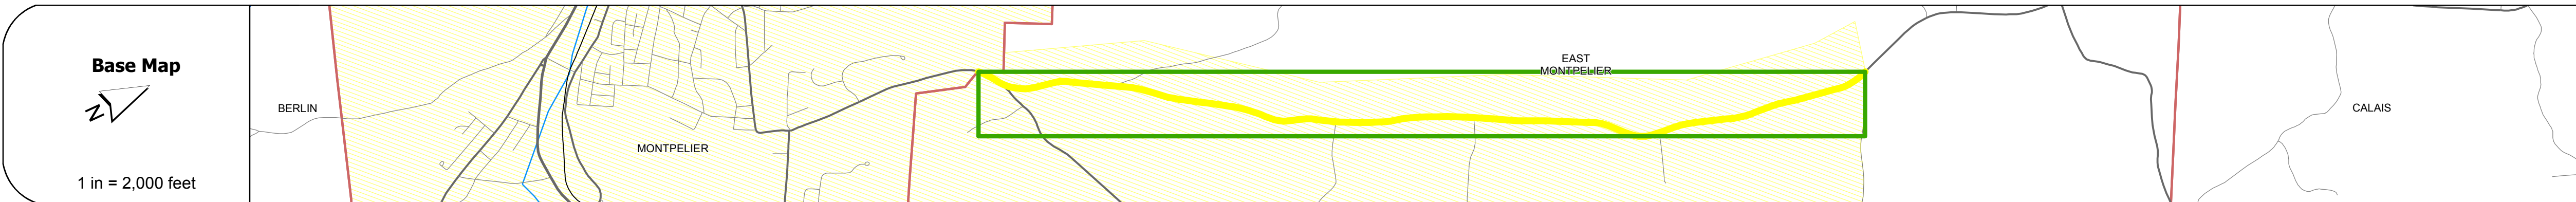 Base Map
N
1 in = 2,000 feet
BERLIN
MONTPELIER
EAST
MONTPELIER
CALAIS